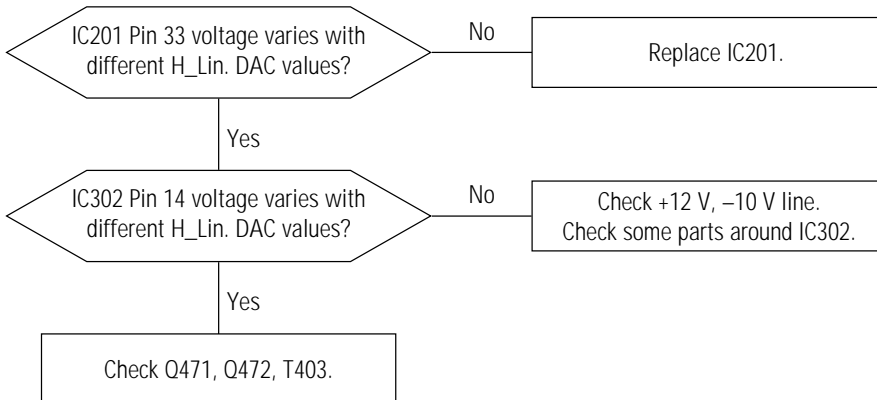 IC201 Pin 33 voltage varies with
different H_Lin. DAC values?
No
Replace IC201.
Yes
IC302 Pin 14 voltage varies with
different H_Lin. DAC values?
No
Check +12 V, –10 V line.
Check some parts around IC302.
Yes
Check Q471, Q472, T403.